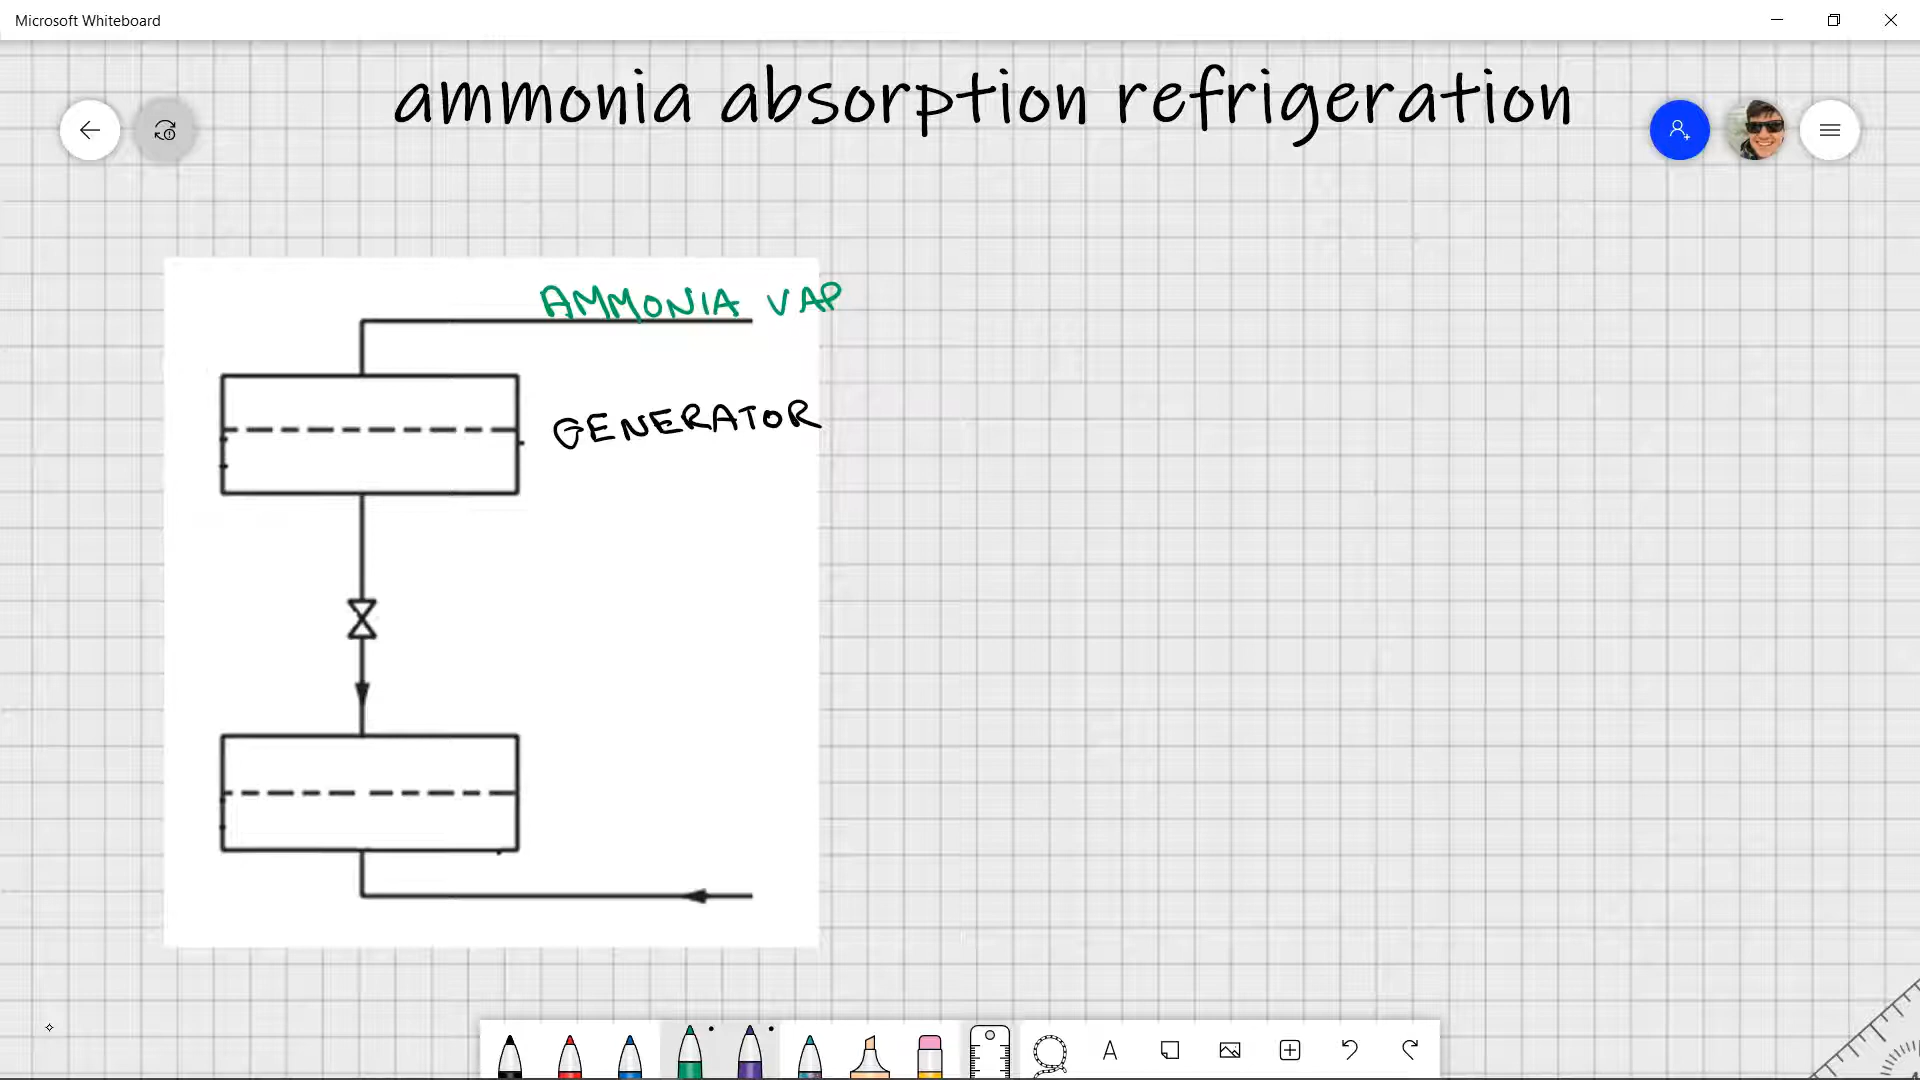 Microsoft Whiteboard
ammonia absorption refrigeration
AMMONIA VAP
GENERATOR
A